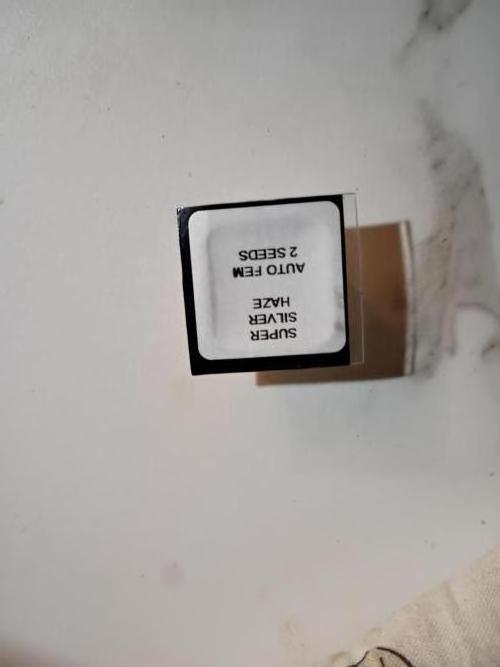 SUPER
SILVER
HAZE
AUTO FEM
2 SEEDS